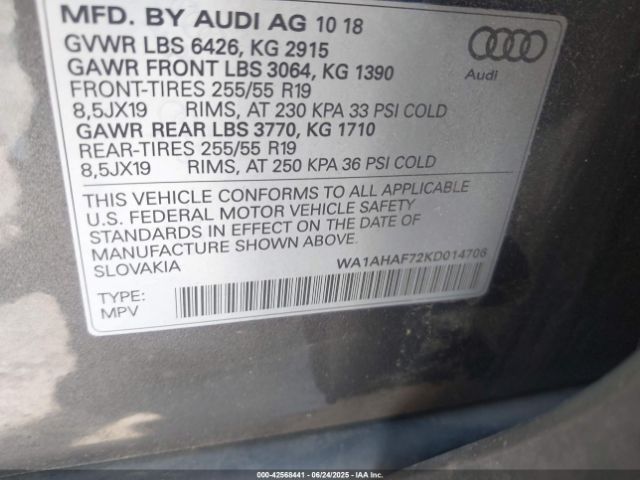 MFD. BY AUDI AG 10 18
GVWR LBS 6426, KG 2915
GAWR FRONT LBS 3064, KG 1390
FRONT-TIRES 255/55 R19
8,5JX19 RIMS, AT 230 KPA 33 PSI COLD
GAWR REAR LBS 3770, KG 1710
REAR-TIRES 255/55 R19
8,5JX19 RIMS, AT 250 KPA 36 PSI COLD
Audi
THIS VEHICLE CONFORMS TO ALL APPLICABLE
U.S. FEDERAL MOTOR VEHICLE SAFETY
STANDARDS IN EFFECT ON THE DATE OF
MANUFACTURE SHOWN ABOVE.
SLOVAKIA
WA1AHAF72KD014706
TYPE:
MPV
000-42568441 - 06/24/2025 - IAA Inc.